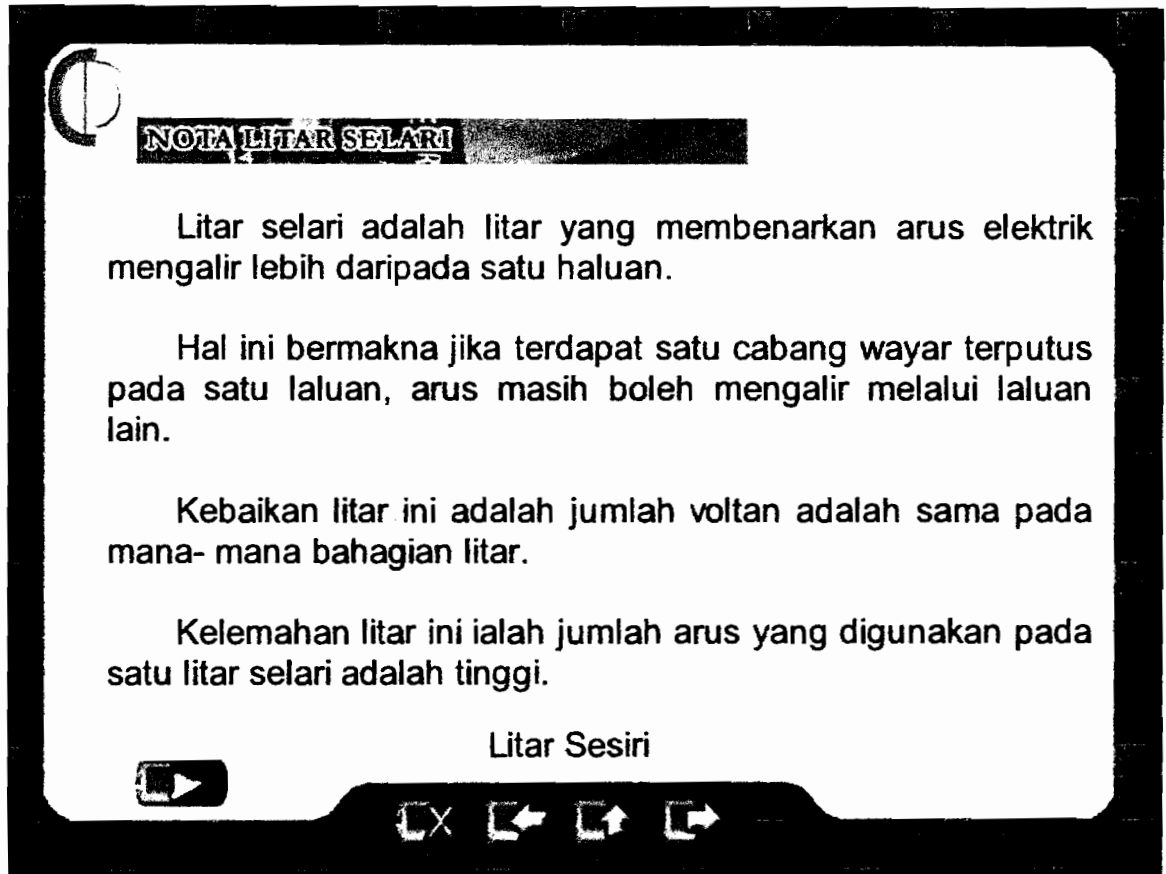 NOTA LITAR SELARI
Litar selari adalah litar yang membenarkan arus elektrik
mengalir lebih daripada satu haluan.
Hal ini bermakna jika terdapat satu cabang wayar terputus
pada satu laluan, arus masih boleh mengalir melalui laluan
lain.
Kebaikan litar ini adalah jumlah voltan adalah sama pada
mana- mana bahagian litar.
Kelemahan litar ini ialah jumlah arus yang digunakan pada
satu litar selari adalah tinggi.
Litar Sesiri